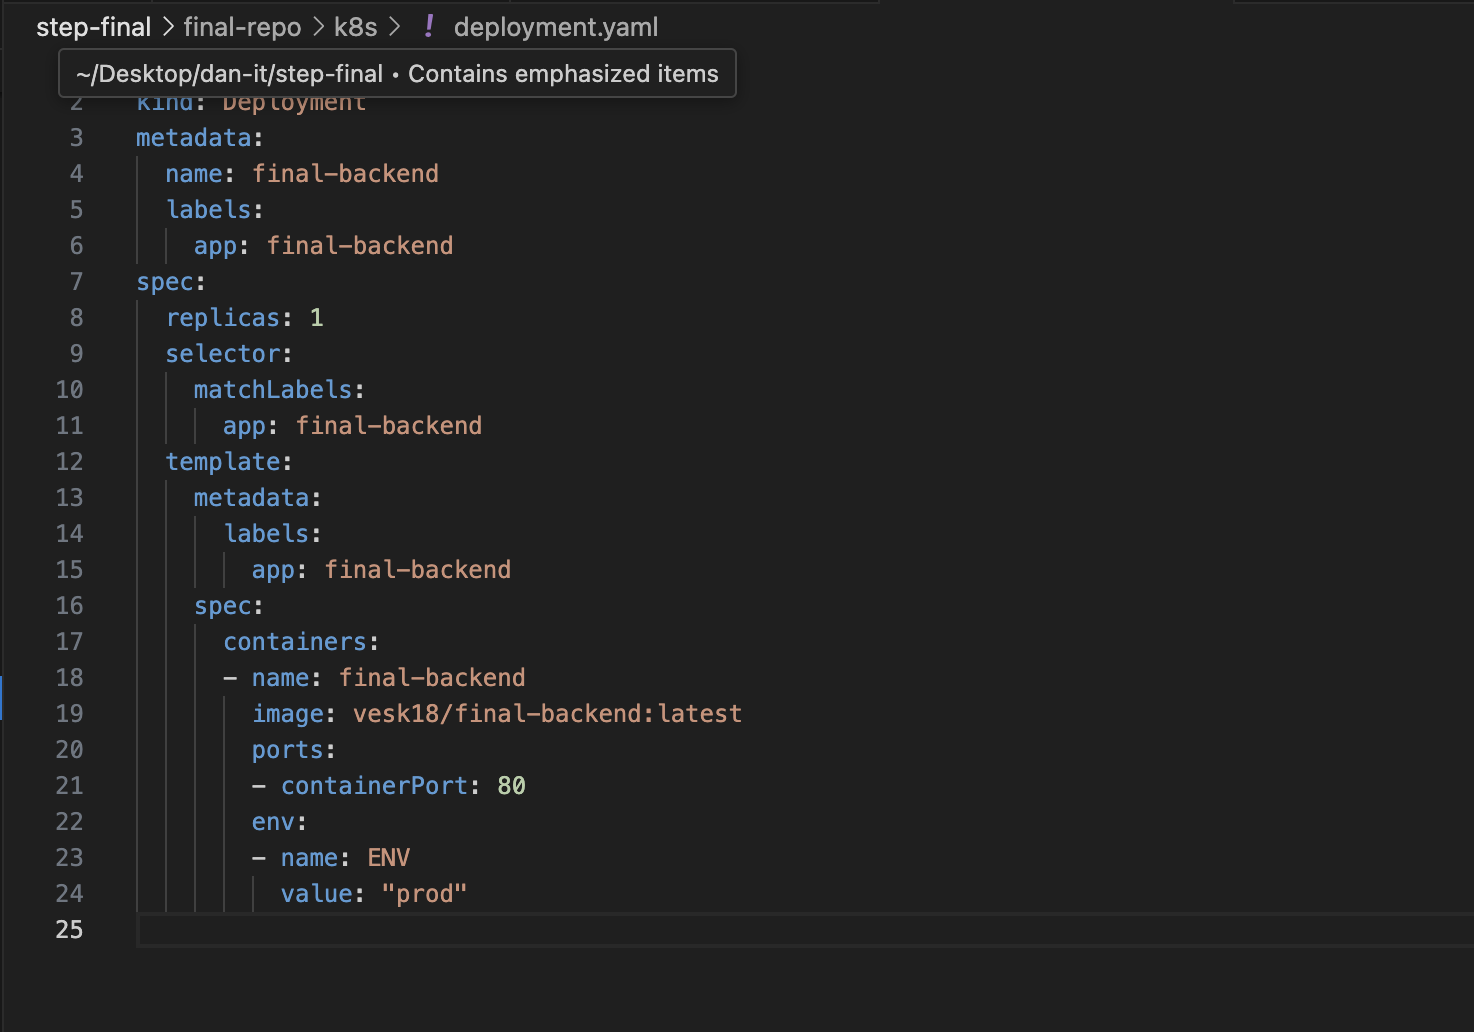 step-final > final-repo > k8s > ! deployment.yaml
~/Desktop/dan-it/step-final • Contains emphasized items
2 kind: Deployment
3 metadata:
4   name: final-backend
5   labels:
6     app: final-backend
7 spec:
8   replicas: 1
9   selector:
10     matchLabels:
11       app: final-backend
12   template:
13     metadata:
14       labels:
15         app: final-backend
16     spec:
17       containers:
18       - name: final-backend
19         image: vesk18/final-backend:latest
20         ports:
21         - containerPort: 80
22         env:
23         - name: ENV
24           value: "prod"
25